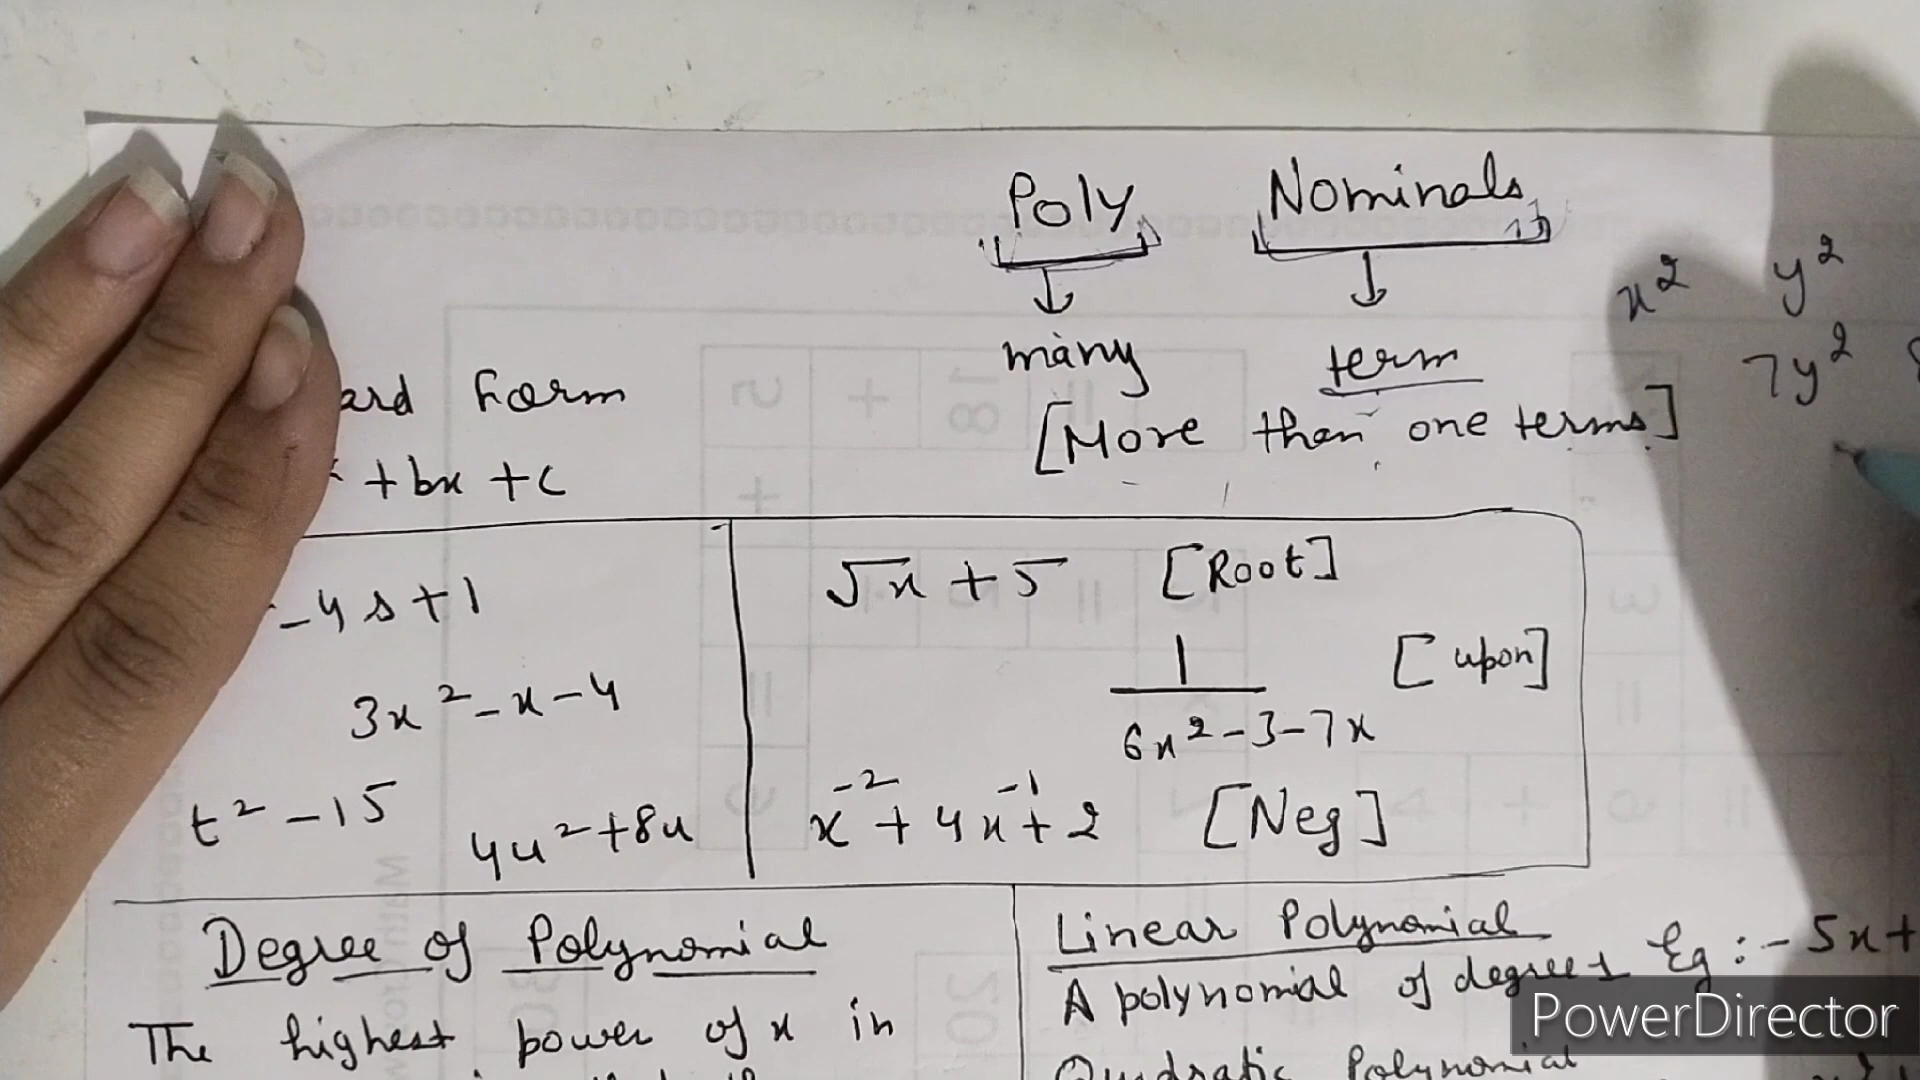 Poly Nominals
x² y²
many term
7y²
ard Form
[More than one terms]
+bx +c
-4s+1
√x +5 [Root]
3x²-x-4
1 [upon]
6x²-3-7x
t²-15
4u²+8u
x⁻²+4x⁻¹+2 [Neg]
Degree of Polynomial
The highest power of x in
Linear Polynomial
A polynomial of degree 1 Eg:- 5x+
Quadratic Polynomial
PowerDirector